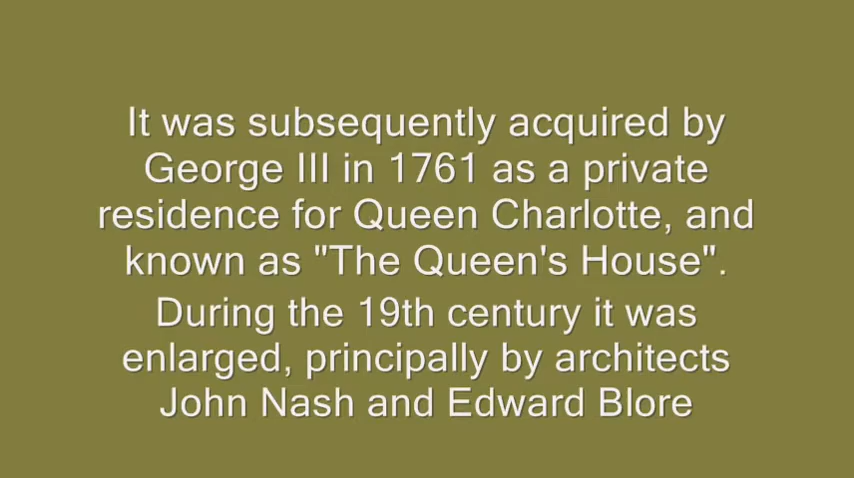 It was subsequently acquired by
George III in 1761 as a private
residence for Queen Charlotte, and
known as "The Queen's House".
During the 19th century it was
enlarged, principally by architects
John Nash and Edward Blore